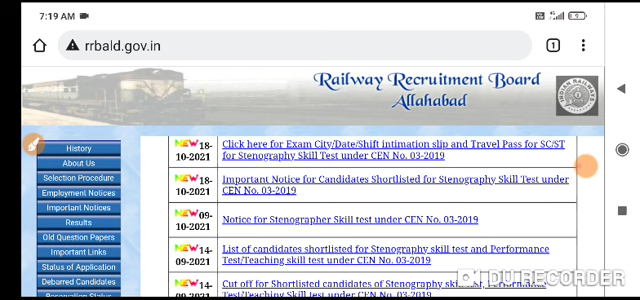 7:19 AM
rrbald.gov.in
1
Railway Recruitment Board
Allahabad
History
About Us
Selection Procedure
Employment Notices
Important Notices
Results
Old Question Papers
Important Links
Status of Application
Debarred Candidates
Reservation Status
NEW 18-
10-2021
Click here for Exam City/Date/Shift intimation slip and Travel Pass for SC/ST
for Stenography Skill Test under CEN No. 03-2019
NEW 18-
10-2021
Important Notice for Candidates Shortlisted for Stenography Skill Test under
CEN No. 03-2019
NEW 09-
10-2021
Notice for Stenographer Skill test under CEN No. 03-2019
NEW 14-
09-2021
List of candidates shortlisted for Stenography skill test and Performance
Test/Teaching skill test under CEN No. 03-2019
NEW 14-
09-2021
Cut off for Shortlisted candidates of Stenography skill test, Performance
Test/Teaching Skill Test under CEN No. 03-2019
DU RECORDER